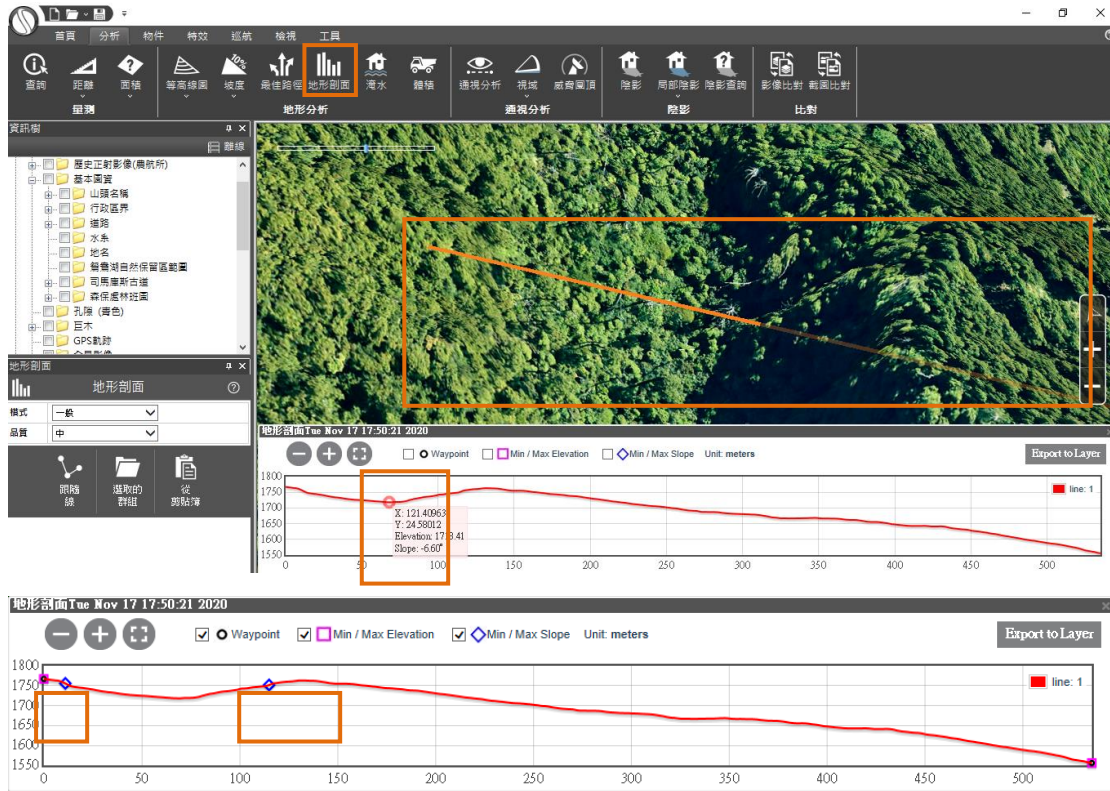 首頁 分析 物件 特效 巡航 檢視 工具
查詢 距離 面積 等高線圖 坡度 最佳路徑 地形剖面 淹水 體積 通視分析 視域 威脅圓頂 陰影 局部陰影 陰影查詢 影像比對 截圖比對
量測 地形分析 通視分析 陰影 比對
資訊樹
離線
歷史正射影像(農航所)
基本圖資
山頭名稱
行政區界
道路
水系
地名
鴛鴦湖自然保留區範圍
司馬庫斯古道
森保處林班圖
孔隙 (青色)
巨木
GPS軌跡
地形剖面
地形剖面
模式 一般
品質 中
跟隨線 選取的群組 從剪貼簿
地形剖面Tue Nov 17 17:50:21 2020
Waypoint Min / Max Elevation Min / Max Slope Unit: meters Export to Layer
1800
1750
1700
1650
1600
1550
line: 1
X: 121.40963
Y: 24.58012
Elevation: 1718.41
Slope: -6.60°
0 50 100 150 200 250 300 350 400 450 500
地形剖面Tue Nov 17 17:50:21 2020
Waypoint Min / Max Elevation Min / Max Slope Unit: meters Export to Layer
1800
1750
1700
1650
1600
1550
line: 1
0 50 100 150 200 250 300 350 400 450 500